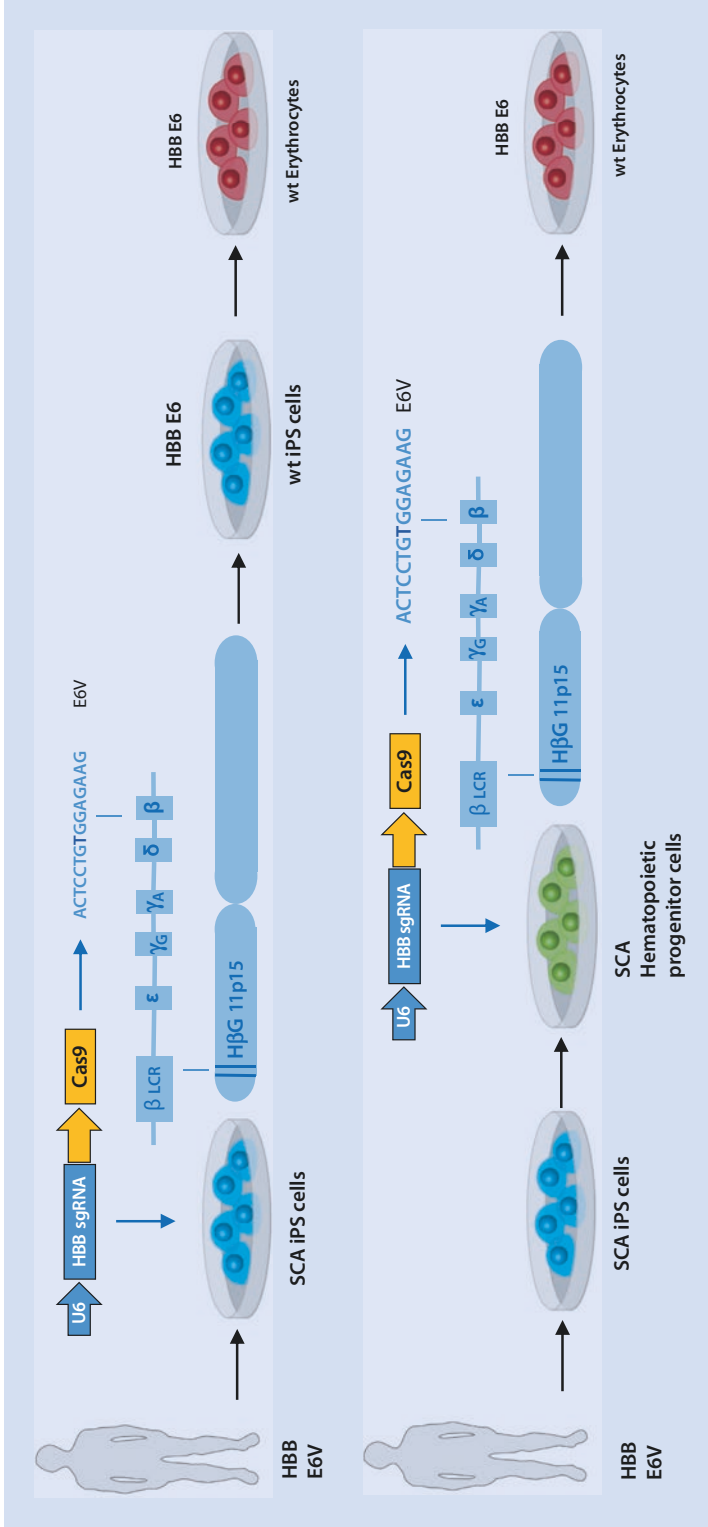 U6
HBB sgRNA
Cas9
ACTCCTGTGGAGAAG
E6V
β LCR
ε
γG
γA
δ
β
HβG 11p15
HBB
E6V
SCA iPS cells
HBB E6
wt iPS cells
HBB E6
wt Erythrocytes
U6
HBB sgRNA
Cas9
ACTCCTGTGGAGAAG
E6V
β LCR
ε
γG
γA
δ
β
HβG 11p15
HBB
E6V
SCA iPS cells
SCA
Hematopoietic
progenitor cells
HBB E6
wt Erythrocytes